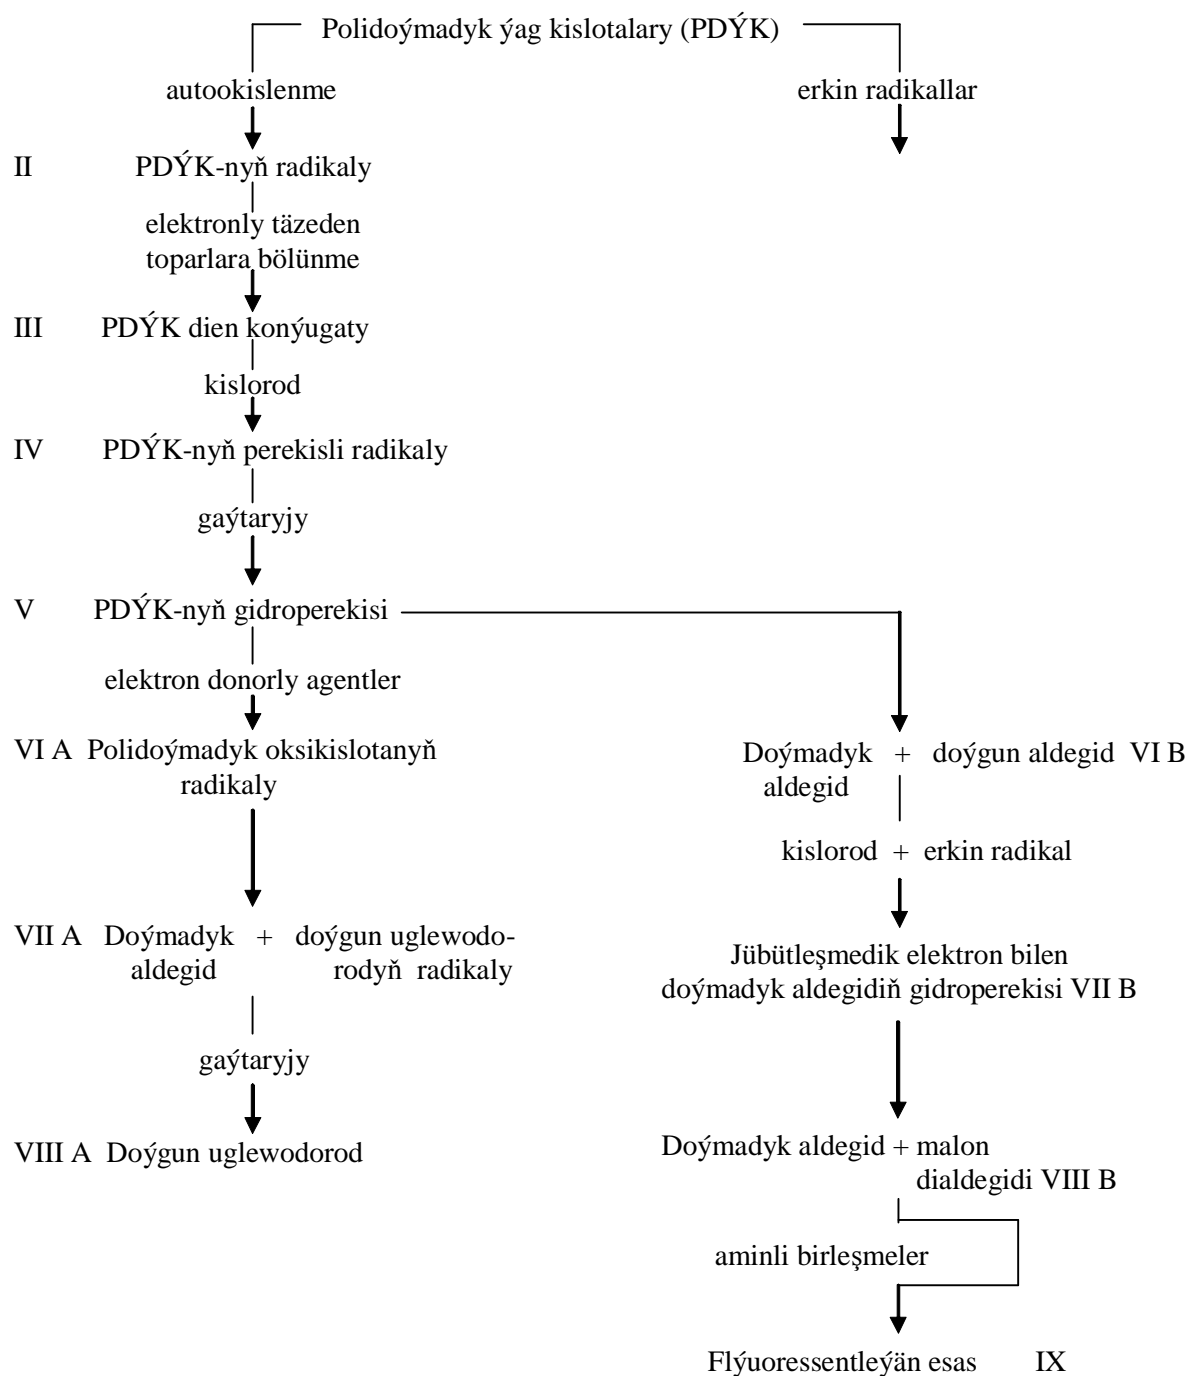 Polidoýmadyk ýag kislotalary (PDÝK)
autookislenme
erkin radikallar
II PDÝK-nyň radikaly
elektronly täzeden
toparlara bölünme
III PDÝK dien konýugaty
kislorod
IV PDÝK-nyň perekisli radikaly
gaýtaryjy
V PDÝK-nyň gidroperekisi
elektron donorly agentler
VI A Polidoýmadyk oksikislotanyň
radikaly
Doýmadyk + doýgun aldegid VI B
aldegid
kislorod + erkin radikal
VII A Doýmadyk + doýgun uglewodo-
aldegid rodyň radikaly
Jübütleşmedik elektron bilen
doýmadyk aldegidiň gidroperekisi VII B
gaýtaryjy
VIII A Doýgun uglewodorod
Doýmadyk aldegid + malon
dialdegidi VIII B
aminli birleşmeler
Flýuoressentleýän esas IX